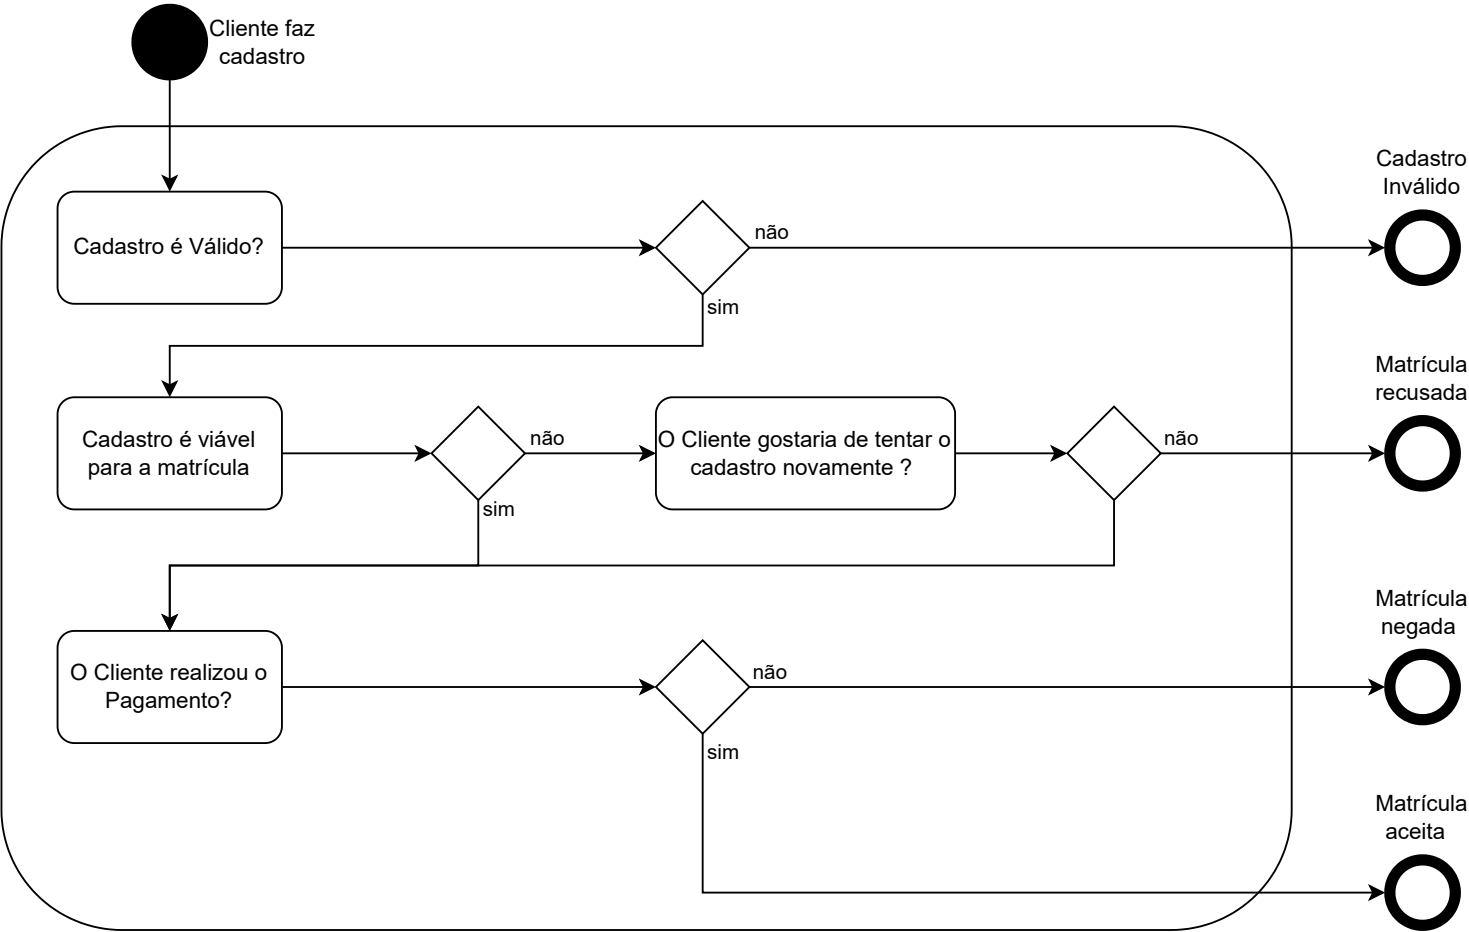 Cliente faz
cadastro
Cadastro
Inválido
Cadastro é Válido?
não
sim
Matrícula
recusada
Cadastro é viável
para a matrícula
não
sim
O Cliente gostaria de tentar o
cadastro novamente ?
não
Matrícula
negada
O Cliente realizou o
Pagamento?
não
sim
Matrícula
aceita